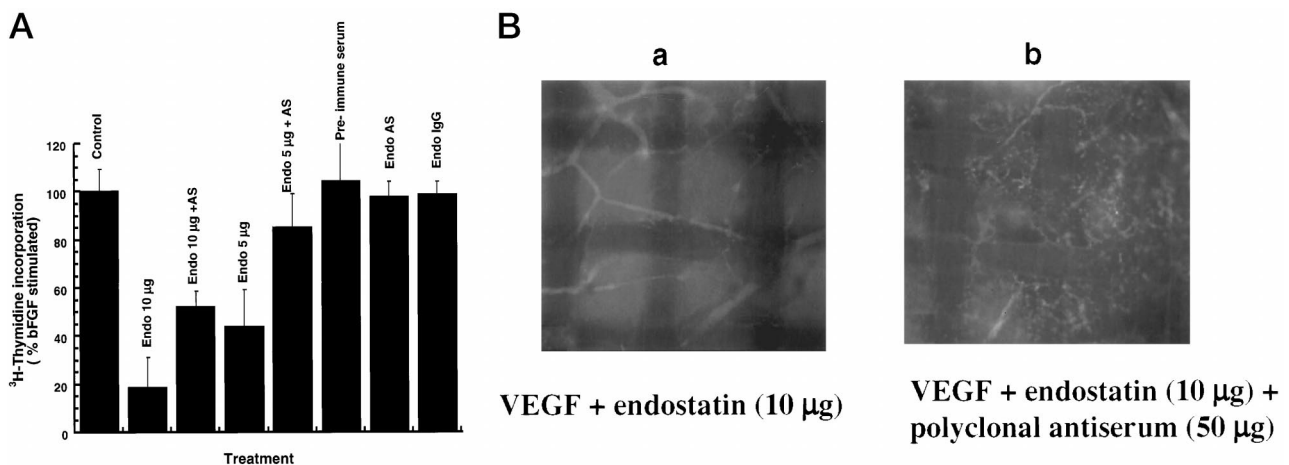 A
B
a
b
Control
Endo 10 µg
Endo 10 µg +AS
Endo 5 µg
Endo 5 µg + AS
Pre- immune serum
Endo AS
Endo IgG
³H-Thymidine incorporation
( % bFGF stimulated)
120
100
80
60
40
20
0
Treatment
VEGF + endostatin (10 µg)
VEGF + endostatin (10 µg) +
polyclonal antiserum (50 µg)